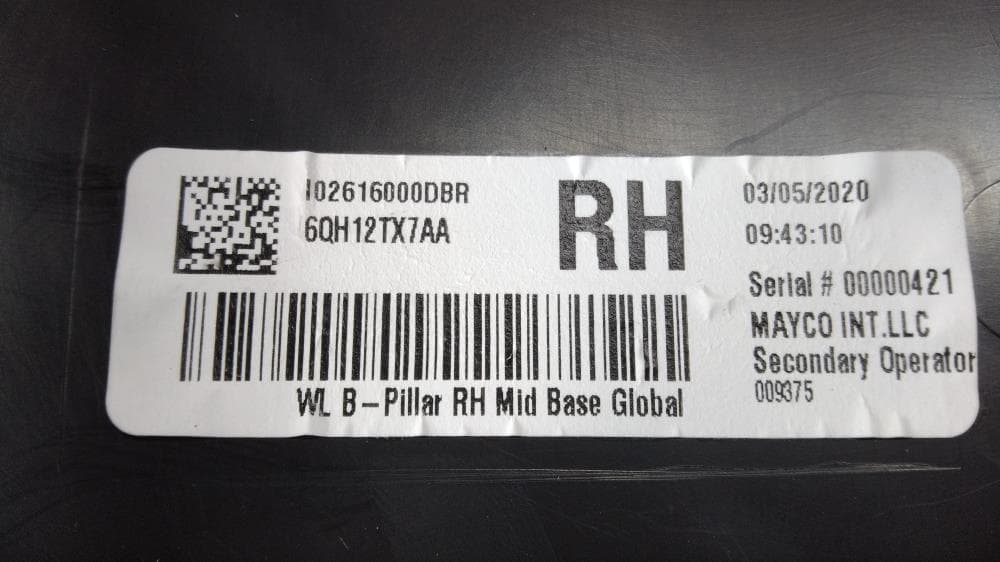 I02616000DBR
6QH12TX7AA
RH
WL B-Pillar RH Mid Base Global
03/05/2020
09:43:10
Serial # 00000421
MAYCO INT.LLC
Secondary Operator
009375